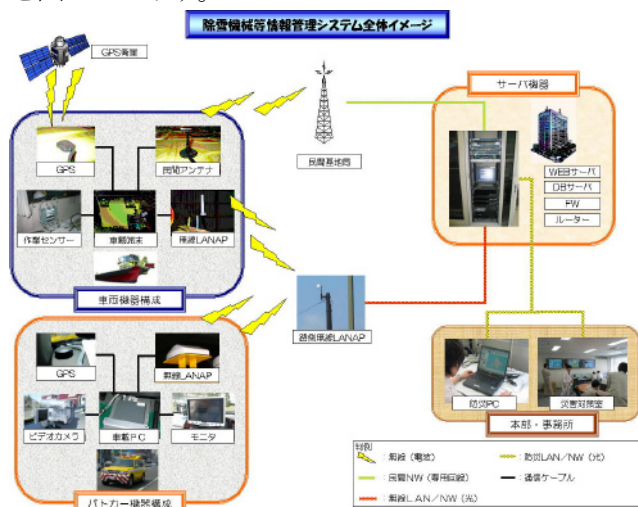 除雪機械等情報管理システム全体イメージ
GPS衛星
GPS
民間アンテナ
作業センサー
車載端末
無線LANAP
車両機器構成
民間基地局
サーバ機器
WEBサーバ
DBサーバ
FW
ルーター
路側無線LANAP
GPS
無線LANAP
ビデオカメラ
車載PC
モニタ
パトカー機器構成
防災PC
災害対策室
本部・事務所
凡例
：無線（電波）
：防災LAN／NW（光）
：民間NW（専用回線）
：通信ケーブル
：無線LAN／NW（光）